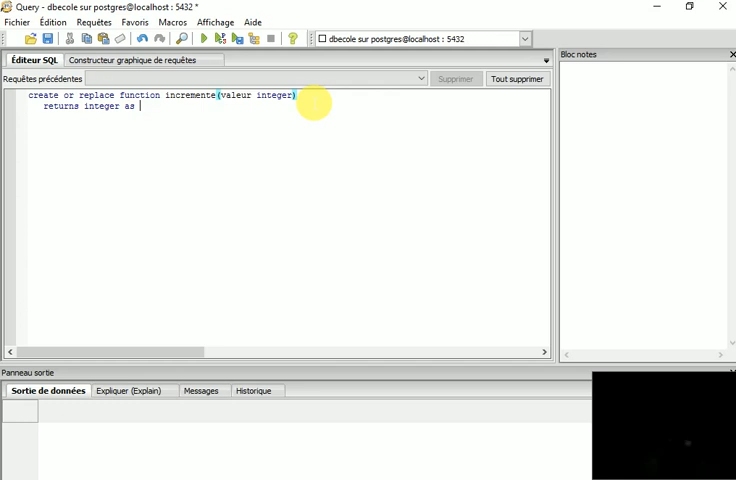 Query - dbecole sur postgres@localhost : 5432 *
Fichier Édition Requêtes Favoris Macros Affichage Aide
dbecole sur postgres@localhost : 5432
Éditeur SQL Constructeur graphique de requêtes
Bloc notes
Requêtes précédentes Supprimer Tout supprimer
create or replace function incremente(valeur integer)
returns integer as
Panneau sortie
Sortie de données Expliquer (Explain) Messages Historique